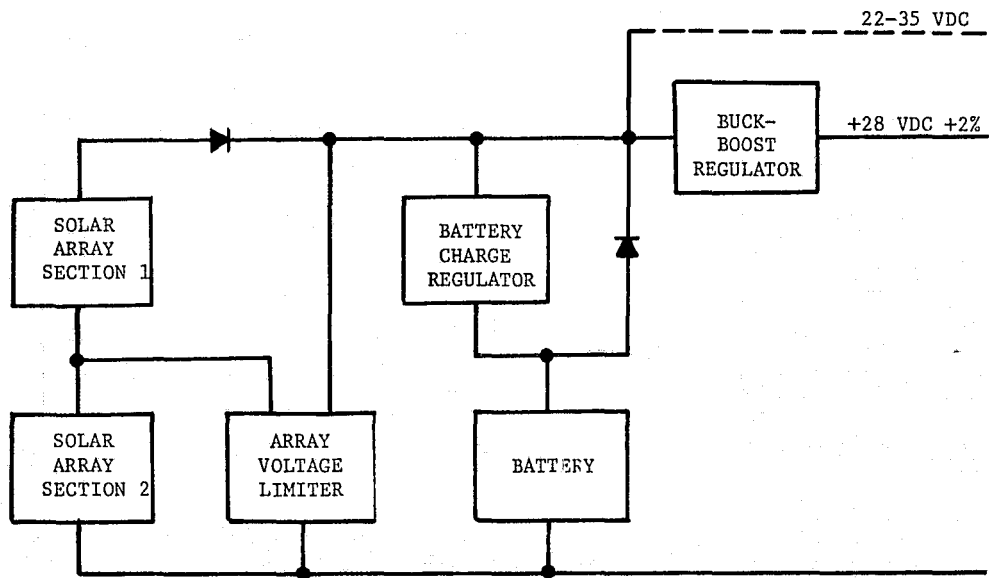 22-35 VDC
BUCK-
BOOST
REGULATOR
+28 VDC +2%
SOLAR
ARRAY
SECTION 1
BATTERY
CHARGE
REGULATOR
SOLAR
ARRAY
SECTION 2
ARRAY
VOLTAGE
LIMITER
BATTERY